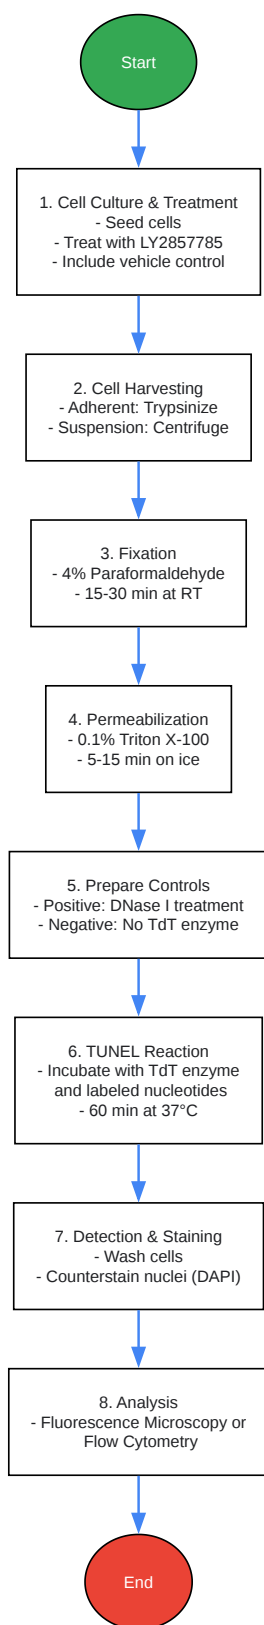 Start
1. Cell Culture & Treatment
- Seed cells
- Treat with LY2857785
- Include vehicle control
2. Cell Harvesting
- Adherent: Trypsinize
- Suspension: Centrifuge
3. Fixation
- 4% Paraformaldehyde
- 15-30 min at RT
4. Permeabilization
- 0.1% Triton X-100
- 5-15 min on ice
5. Prepare Controls
- Positive: DNase I treatment
- Negative: No TdT enzyme
6. TUNEL Reaction
- Incubate with TdT enzyme
and labeled nucleotides
- 60 min at 37°C
7. Detection & Staining
- Wash cells
- Counterstain nuclei (DAPI)
8. Analysis
- Fluorescence Microscopy or
Flow Cytometry
End